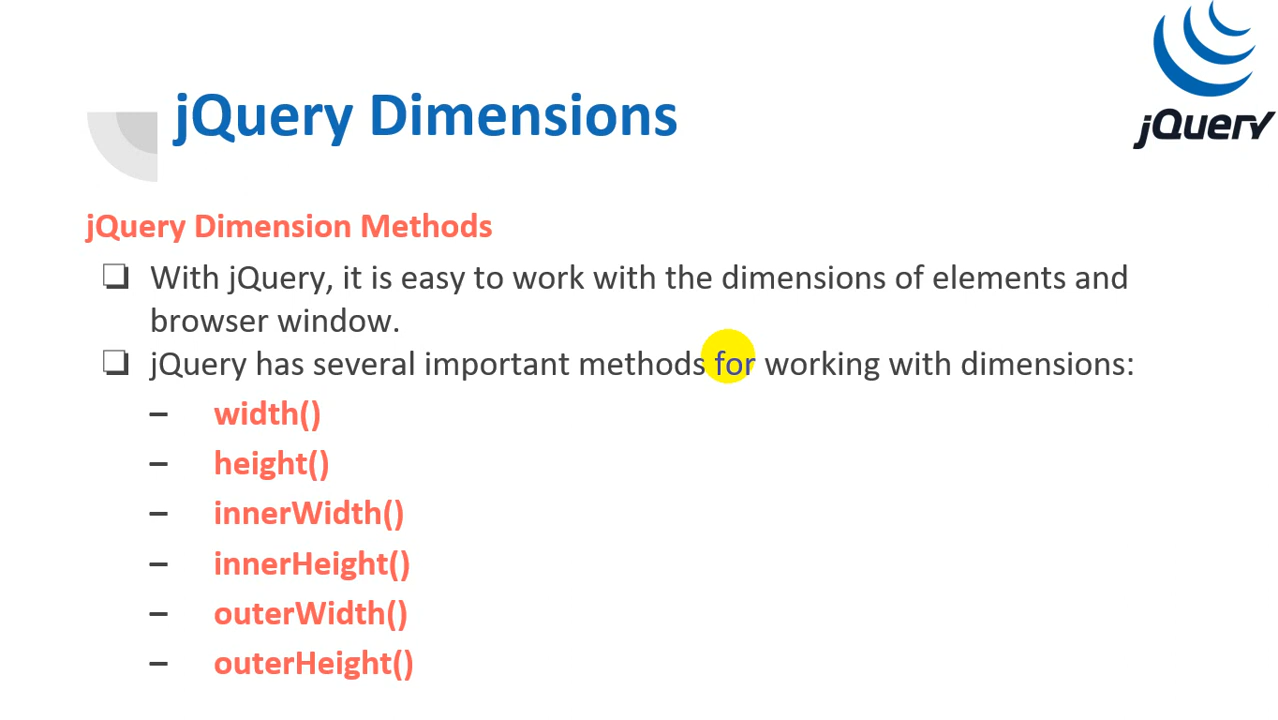 jQuery
jQuery Dimensions
jQuery Dimension Methods
❏ With jQuery, it is easy to work with the dimensions of elements and
browser window.
❏ jQuery has several important methods for working with dimensions:
– width()
– height()
– innerWidth()
– innerHeight()
– outerWidth()
– outerHeight()